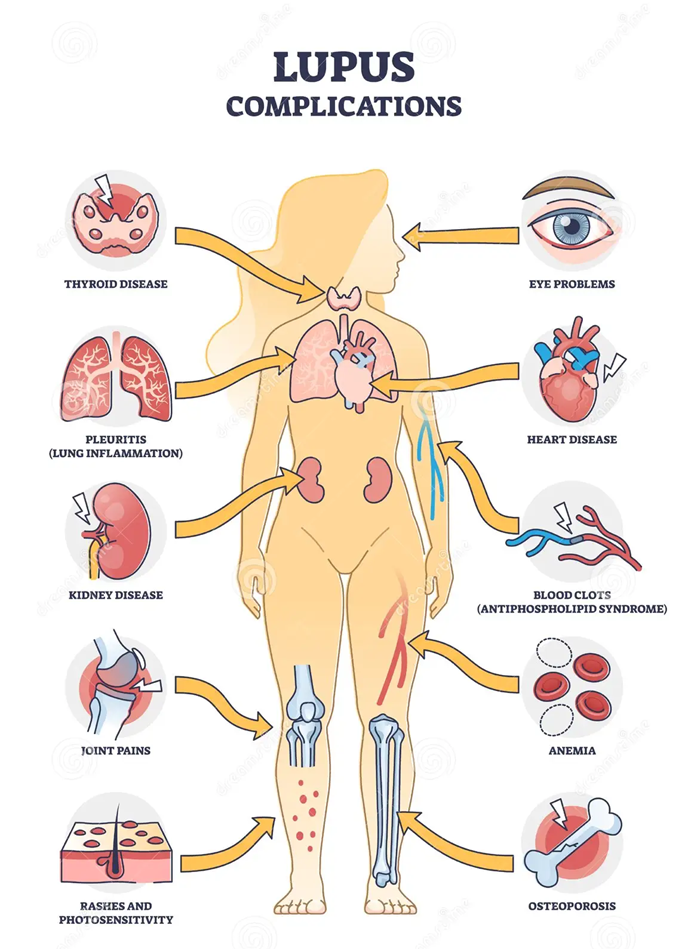 LUPUS
COMPLICATIONS
THYROID DISEASE
EYE PROBLEMS
PLEURITIS
(LUNG INFLAMMATION)
HEART DISEASE
KIDNEY DISEASE
BLOOD CLOTS
(ANTIPHOSPHOLIPID SYNDROME)
JOINT PAINS
ANEMIA
RASHES AND
PHOTOSENSITIVITY
OSTEOPOROSIS